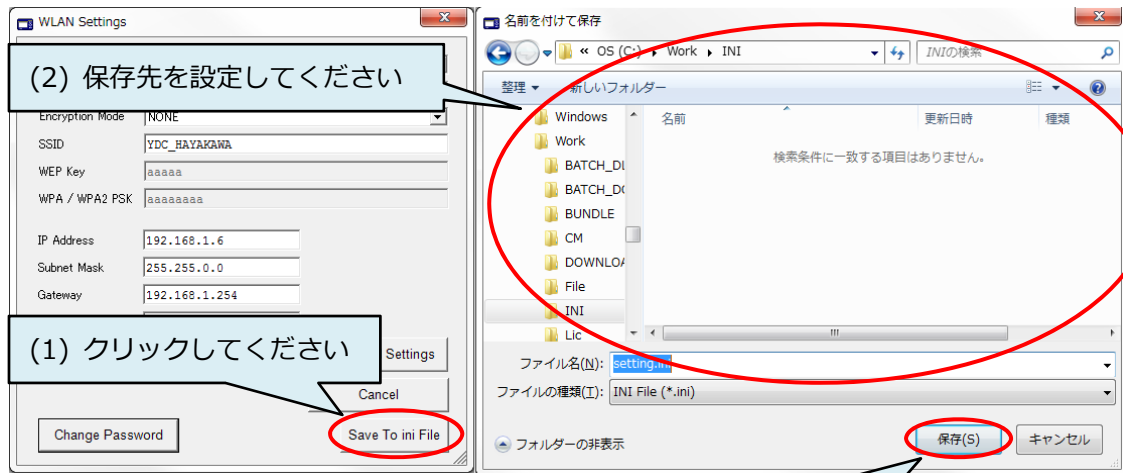 WLAN Settings
(2) 保存先を設定してください
Encryption Mode NONE
SSID YDC_HAYAKAWA
WEP Key aaaaa
WPA / WPA2 PSK aaaaaaaa
IP Address 192.168.1.6
Subnet Mask 255.255.0.0
Gateway 192.168.1.254
(1) クリックしてください
Settings
Cancel
Change Password
Save To ini File
名前を付けて保存
« OS (C:) Work INI
INIの検索
整理 新しいフォルダー
名前 更新日時 種類
検索条件に一致する項目はありません。
Windows
Work
BATCH_DL
BATCH_DO
BUNDLE
CM
DOWNLOA
File
INI
Lic
ファイル名(N): setting.ini
ファイルの種類(T): INI File (*.ini)
フォルダーの非表示
保存(S)
キャンセル